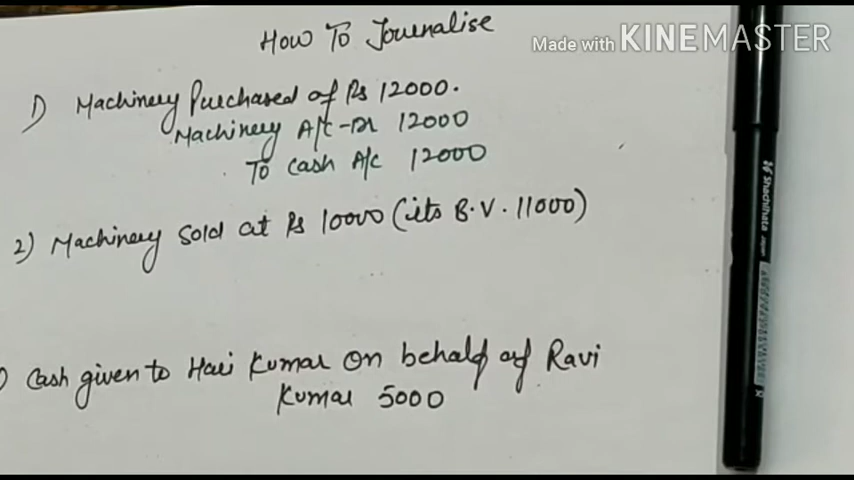 How To Journalise
Made with KINEMASTER
1) Machinery Purchased of Rs 12000.
Machinery A/c - Dr 12000
To Cash A/c 12000
2) Machinery Sold at Rs 10000 (its B.V. 11000)
) Cash given to Hari Kumar On behalf of Ravi
Kumar 5000
Shachihata